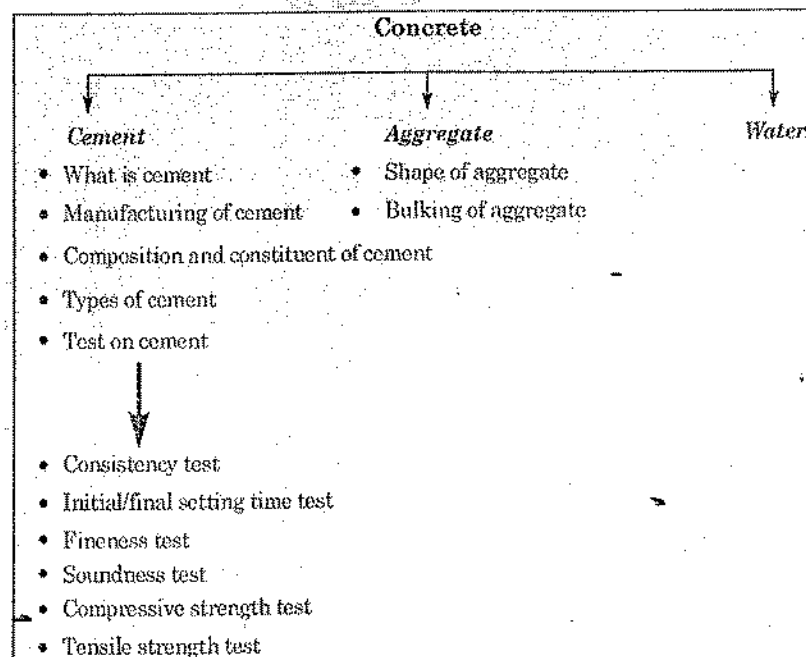 Concrete
Cement
• What is cement
• Manufacturing of cement
• Composition and constituent of cement
• Types of cement
• Test on cement
• Consistency test
• Initial/final setting time test
• Fineness test
• Soundness test
• Compressive strength test
• Tensile strength test
Aggregate
• Shape of aggregate
• Bulking of aggregate
Water